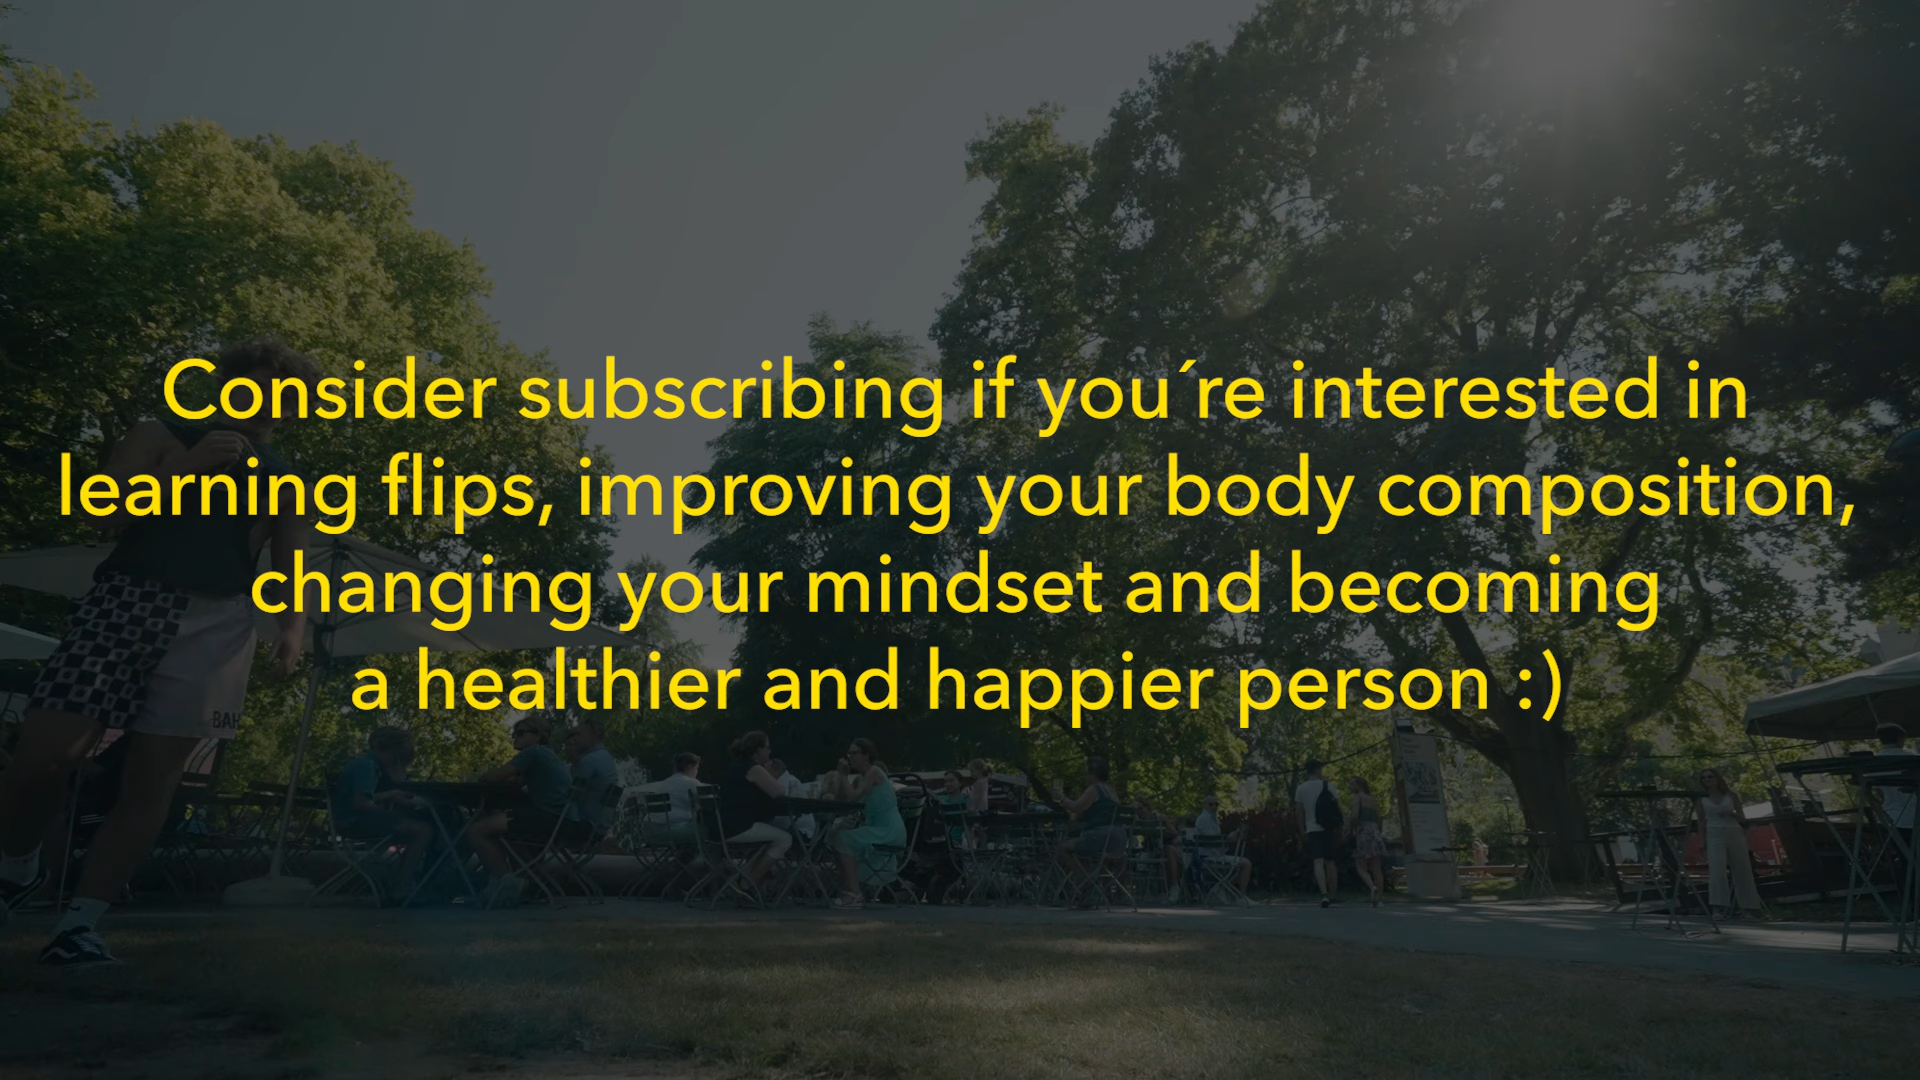 Consider subscribing if you´re interested in
learning flips, improving your body composition,
changing your mindset and becoming
a healthier and happier person :)
BAH